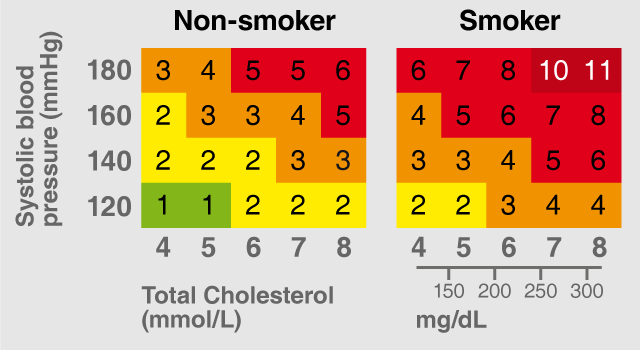 Non-smoker Smoker
Systolic blood
pressure (mmHg)
180 3 4 5 5 6 6 7 8 10 11
160 2 3 3 4 5 4 5 6 7 8
140 2 2 2 3 3 3 3 4 5 6
120 1 1 2 2 2 2 2 3 4 4
4 5 6 7 8 4 5 6 7 8
150 200 250 300
Total Cholesterol
(mmol/L)
mg/dL